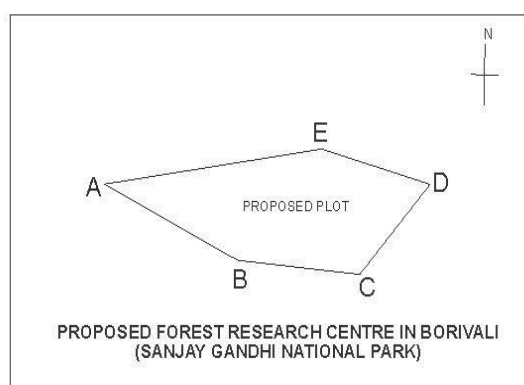 N
E
A
D
PROPOSED PLOT
B
C
PROPOSED FOREST RESEARCH CENTRE IN BORIVALI
(SANJAY GANDHI NATIONAL PARK)